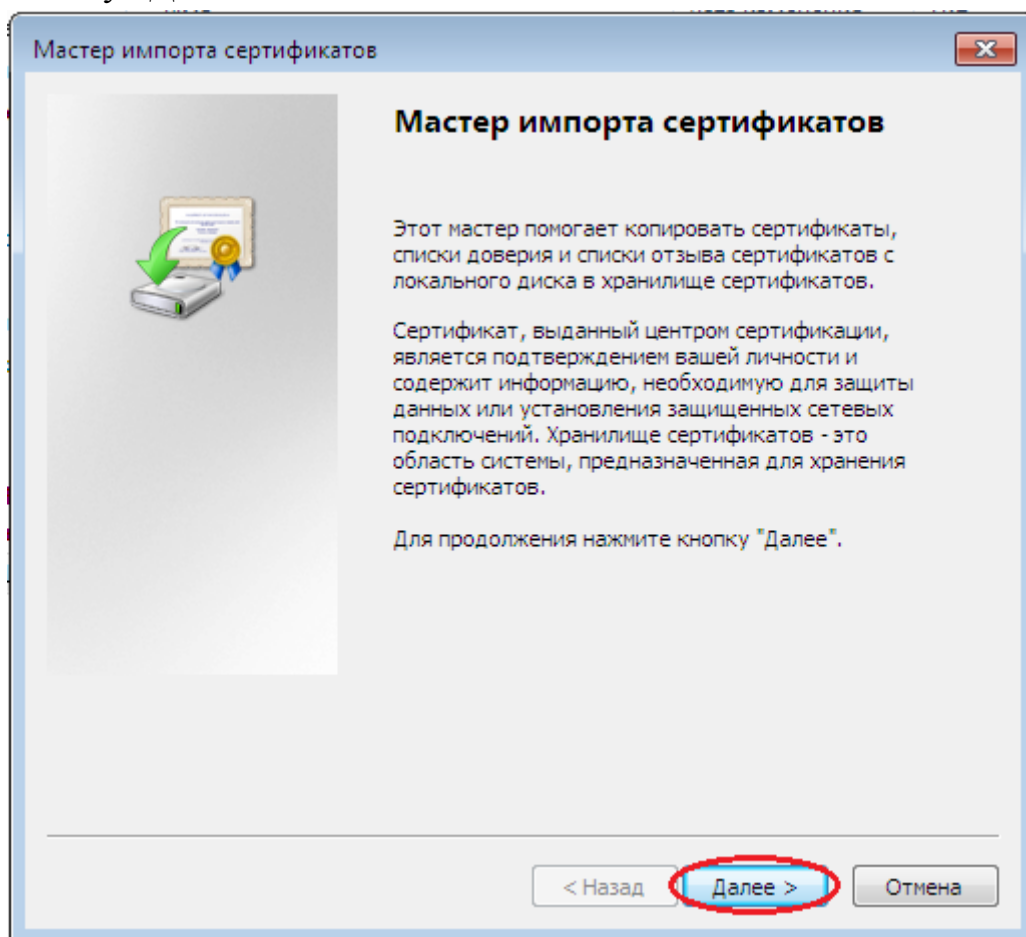 Мастер импорта сертификатов
Мастер импорта сертификатов
Этот мастер помогает копировать сертификаты,
списки доверия и списки отзыва сертификатов с
локального диска в хранилище сертификатов.
Сертификат, выданный центром сертификации,
является подтверждением вашей личности и
содержит информацию, необходимую для защиты
данных или установления защищенных сетевых
подключений. Хранилище сертификатов - это
область системы, предназначенная для хранения
сертификатов.
Для продолжения нажмите кнопку "Далее".
< Назад
Далее >
Отмена